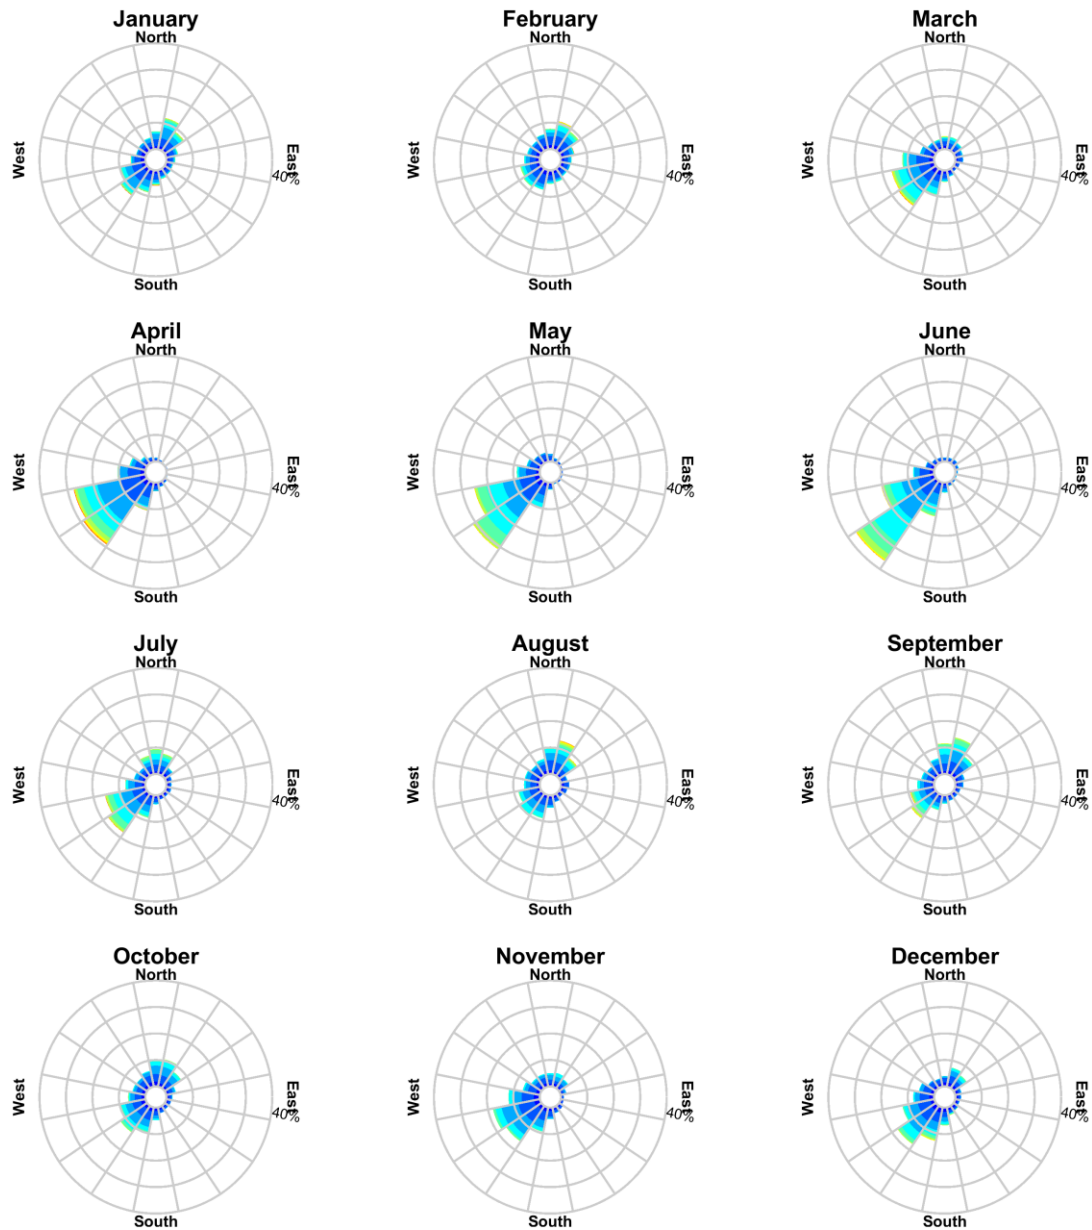 January February March
North North North
West East West East West East
40% 40% 40%
South South South
April May June
North North North
West East West East West East
40% 40% 40%
South South South
July August September
North North North
West East West East West East
40% 40% 40%
South South South
October November December
North North North
West East West East West East
40% 40% 40%
South South South